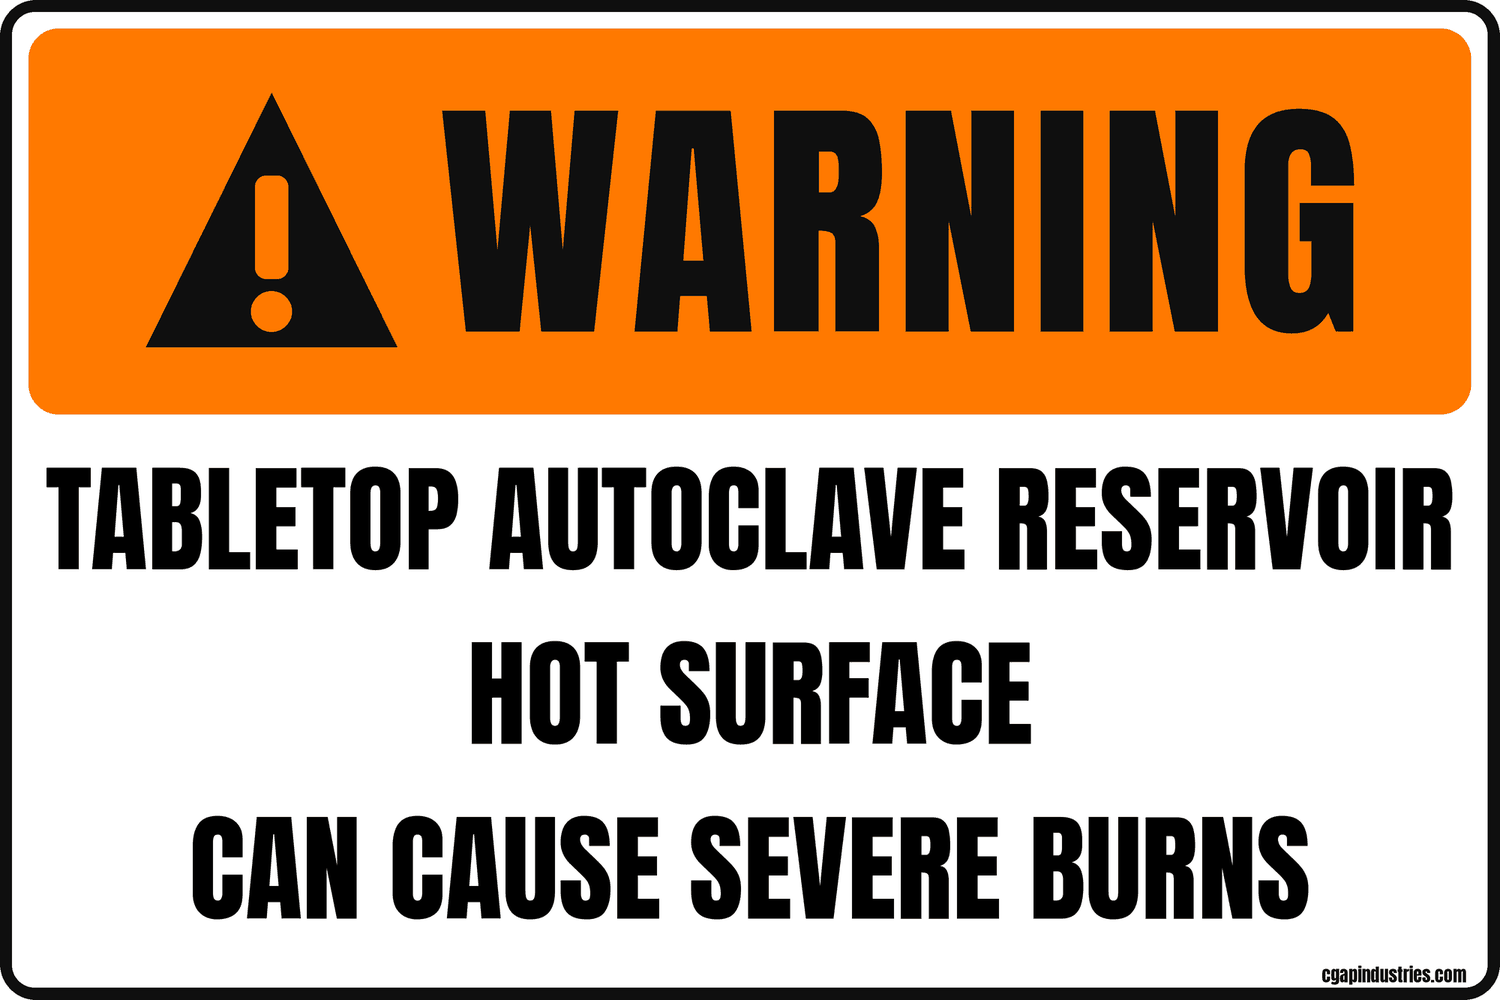 WARNING
TABLETOP AUTOCLAVE RESERVOIR
HOT SURFACE
CAN CAUSE SEVERE BURNS
cgapindustries.com